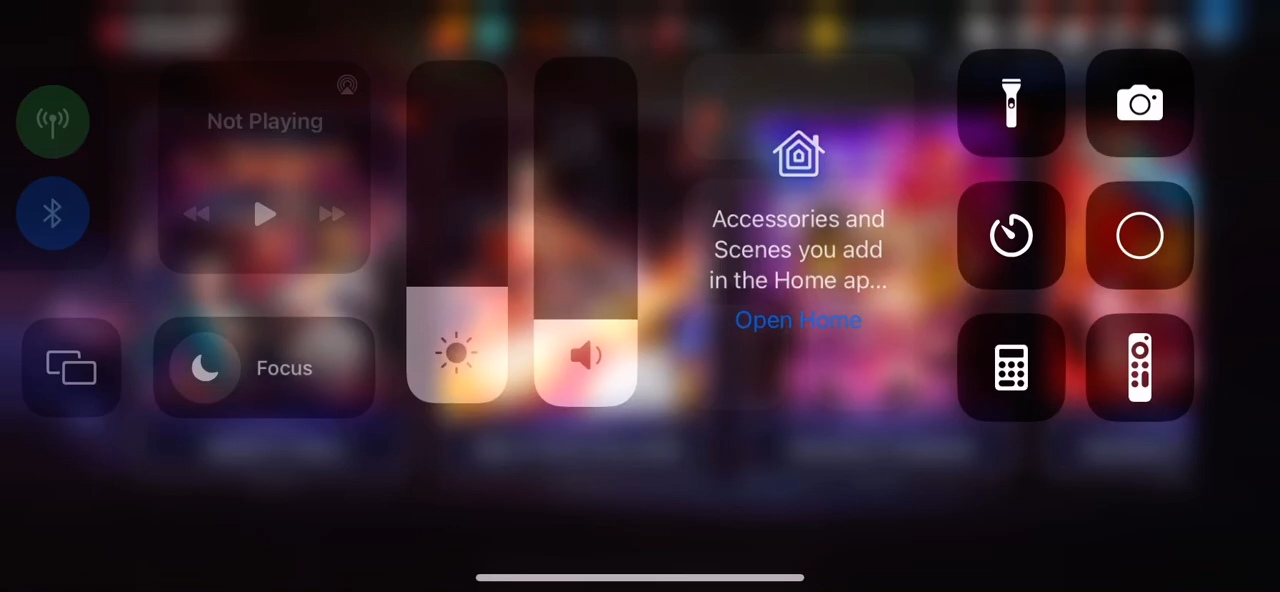 Not Playing
Focus
Accessories and
Scenes you add
in the Home ap...
Open Home